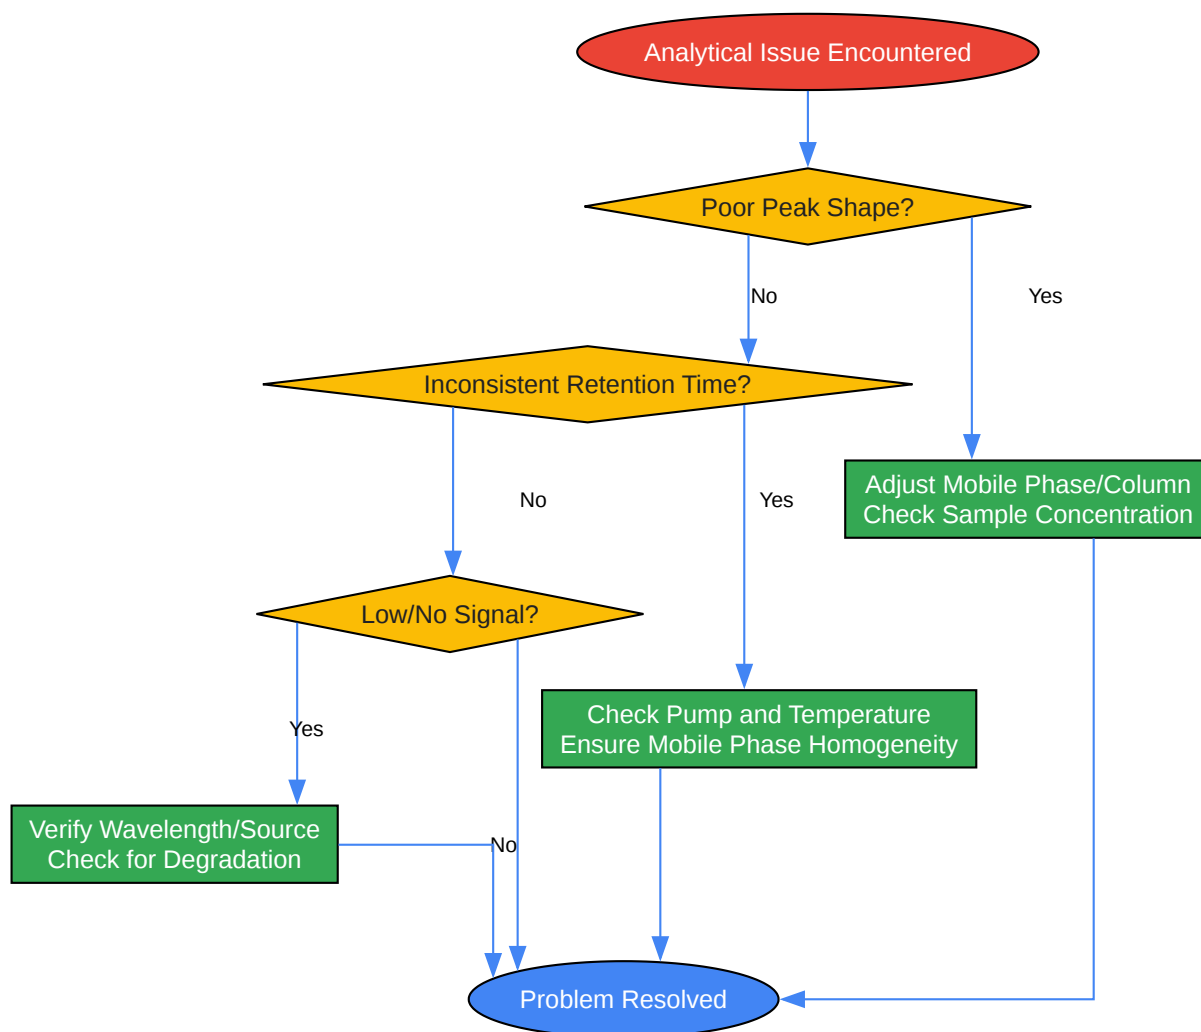 Analytical Issue Encountered
Poor Peak Shape?
No
Yes
Inconsistent Retention Time?
Adjust Mobile Phase/Column
Check Sample Concentration
No
Yes
Low/No Signal?
Check Pump and Temperature
Ensure Mobile Phase Homogeneity
Yes
Verify Wavelength/Source
Check for Degradation
No
Problem Resolved